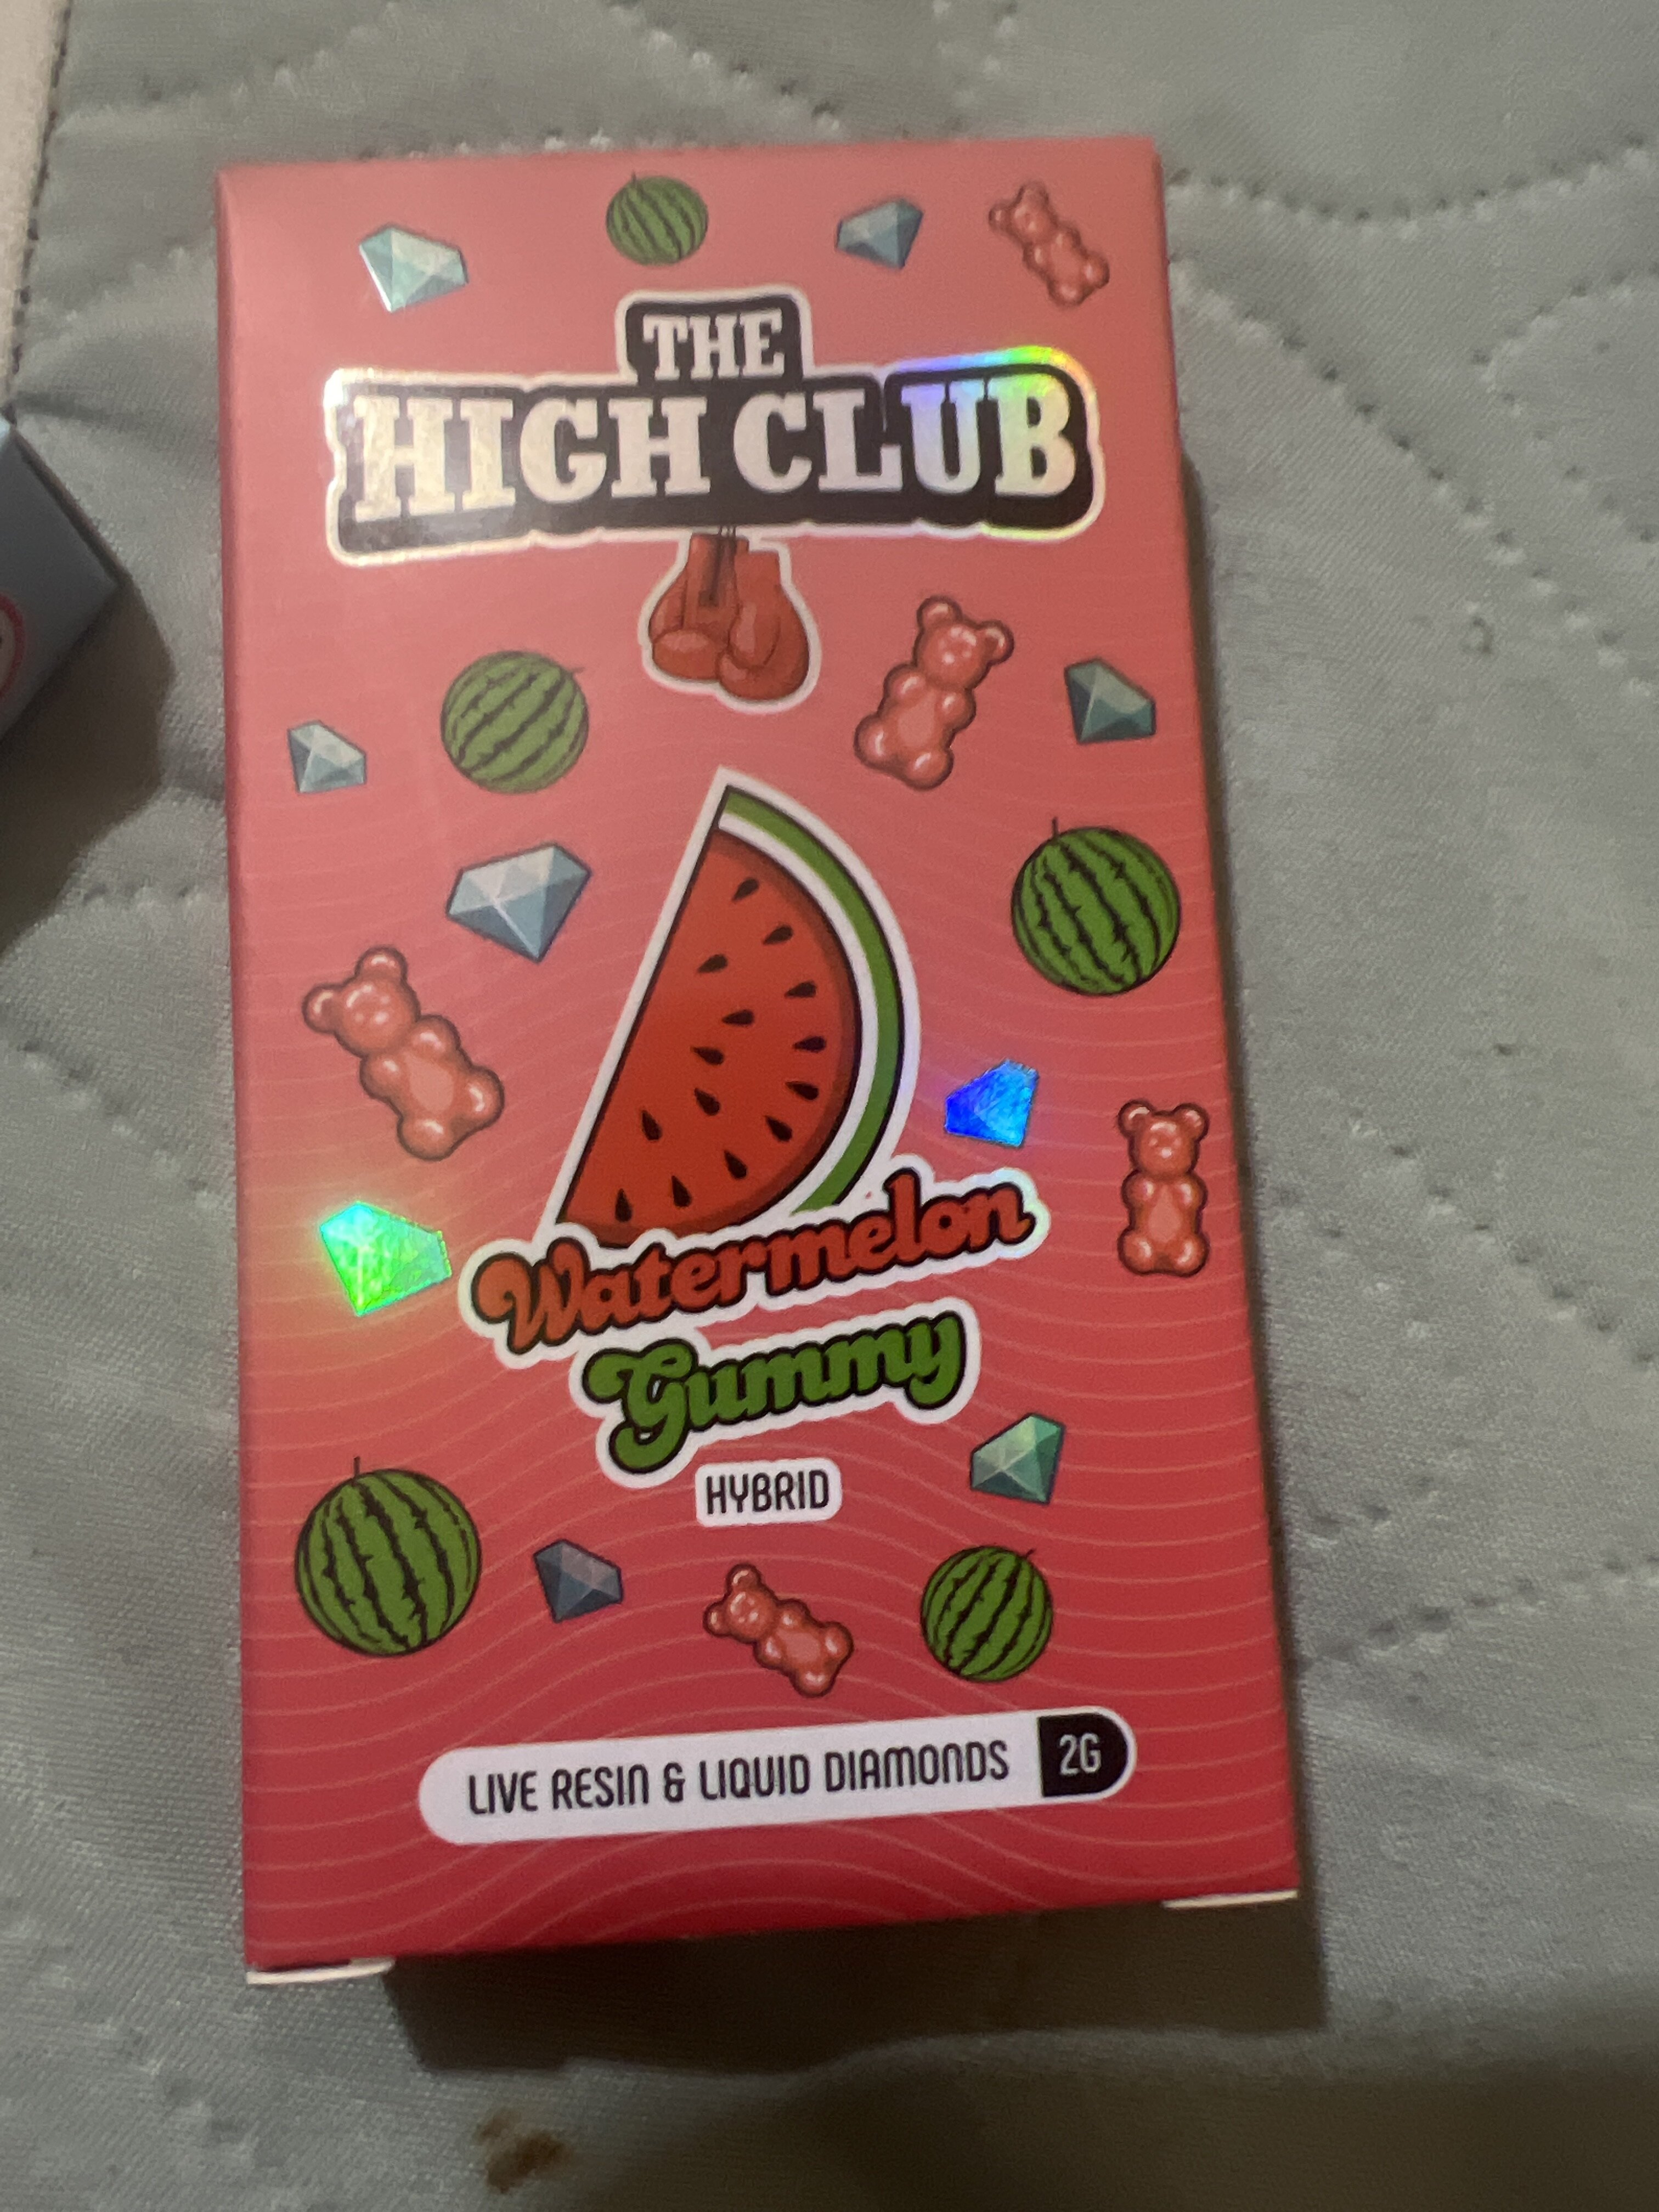 THE
HIGH CLUB
Watermelon
Gummy
HYBRID
LIVE RESIN & LIQUID DIAMONDS 2G